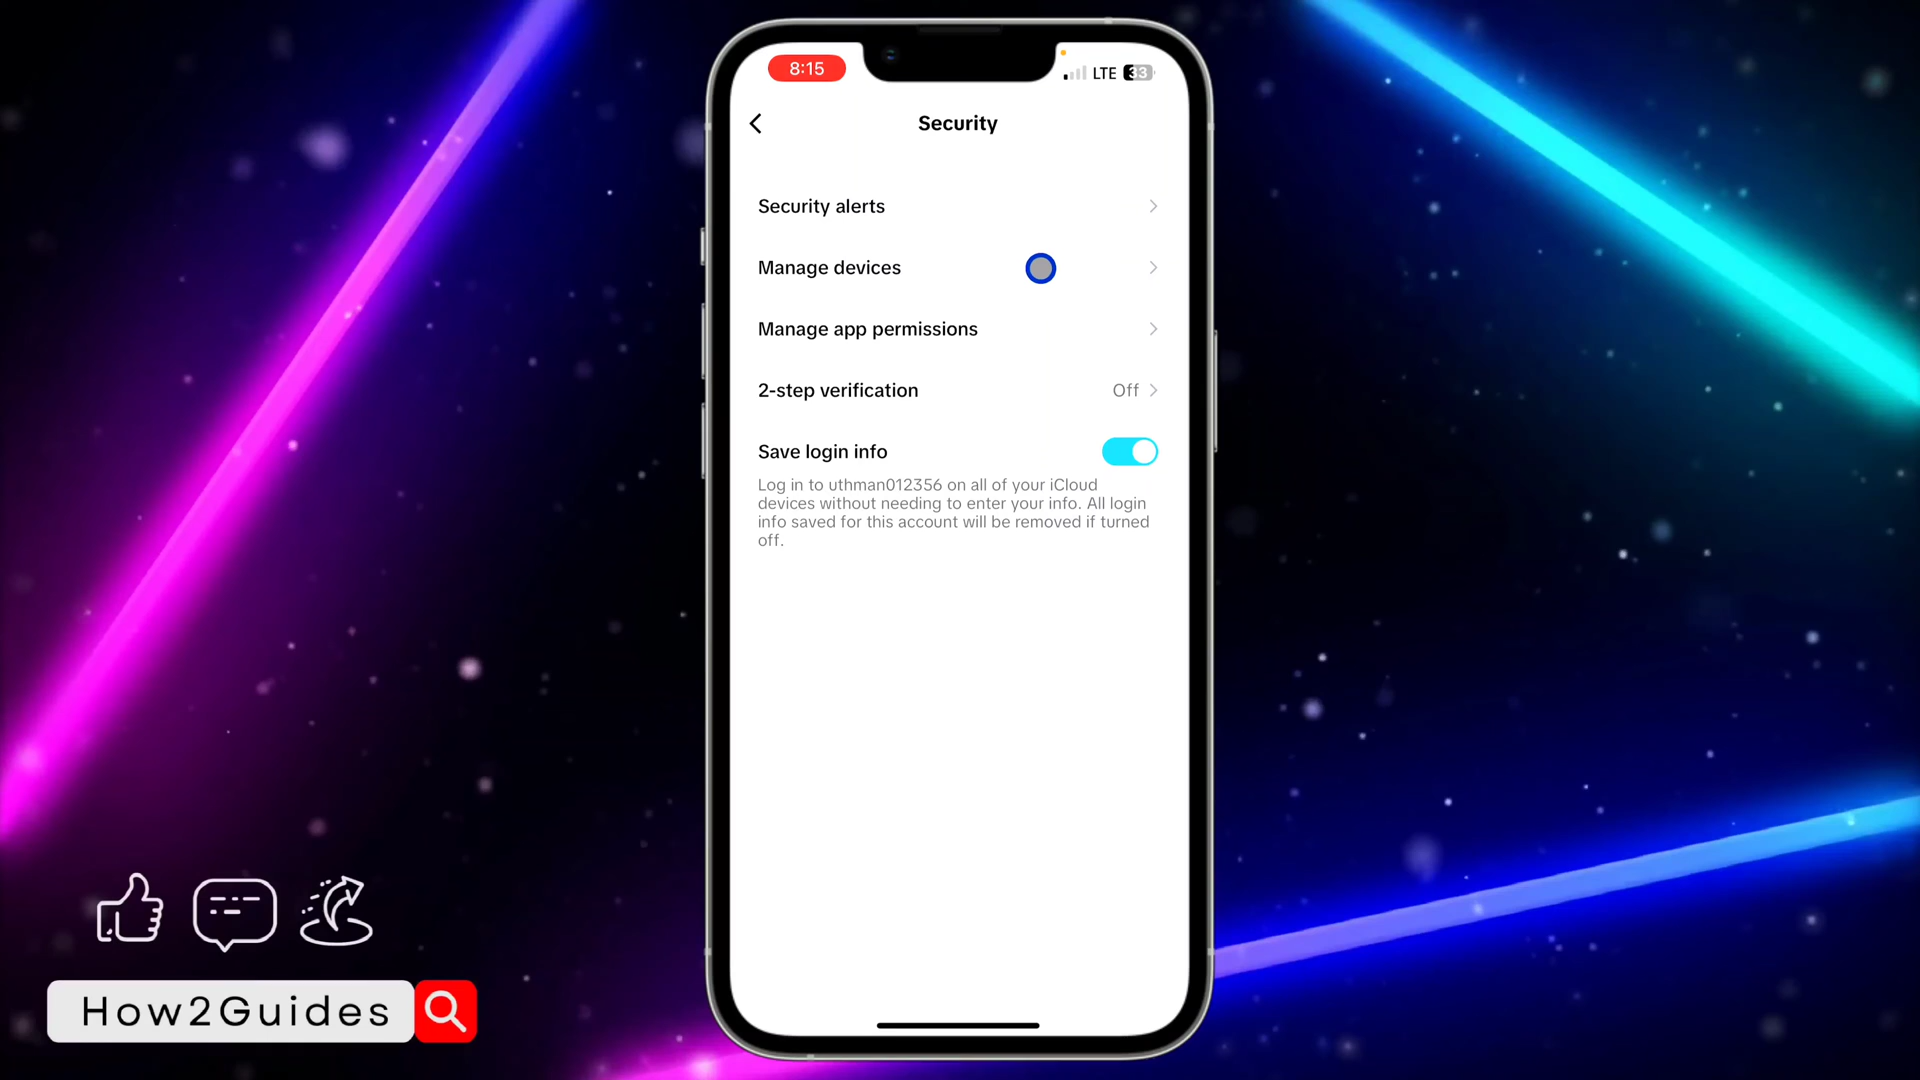 8:15
LTE 33
Security
Security alerts
Manage devices
Manage app permissions
2-step verification Off
Save login info
Log in to uthman012356 on all of your iCloud
devices without needing to enter your info. All login
info saved for this account will be removed if turned
off.
How2Guides